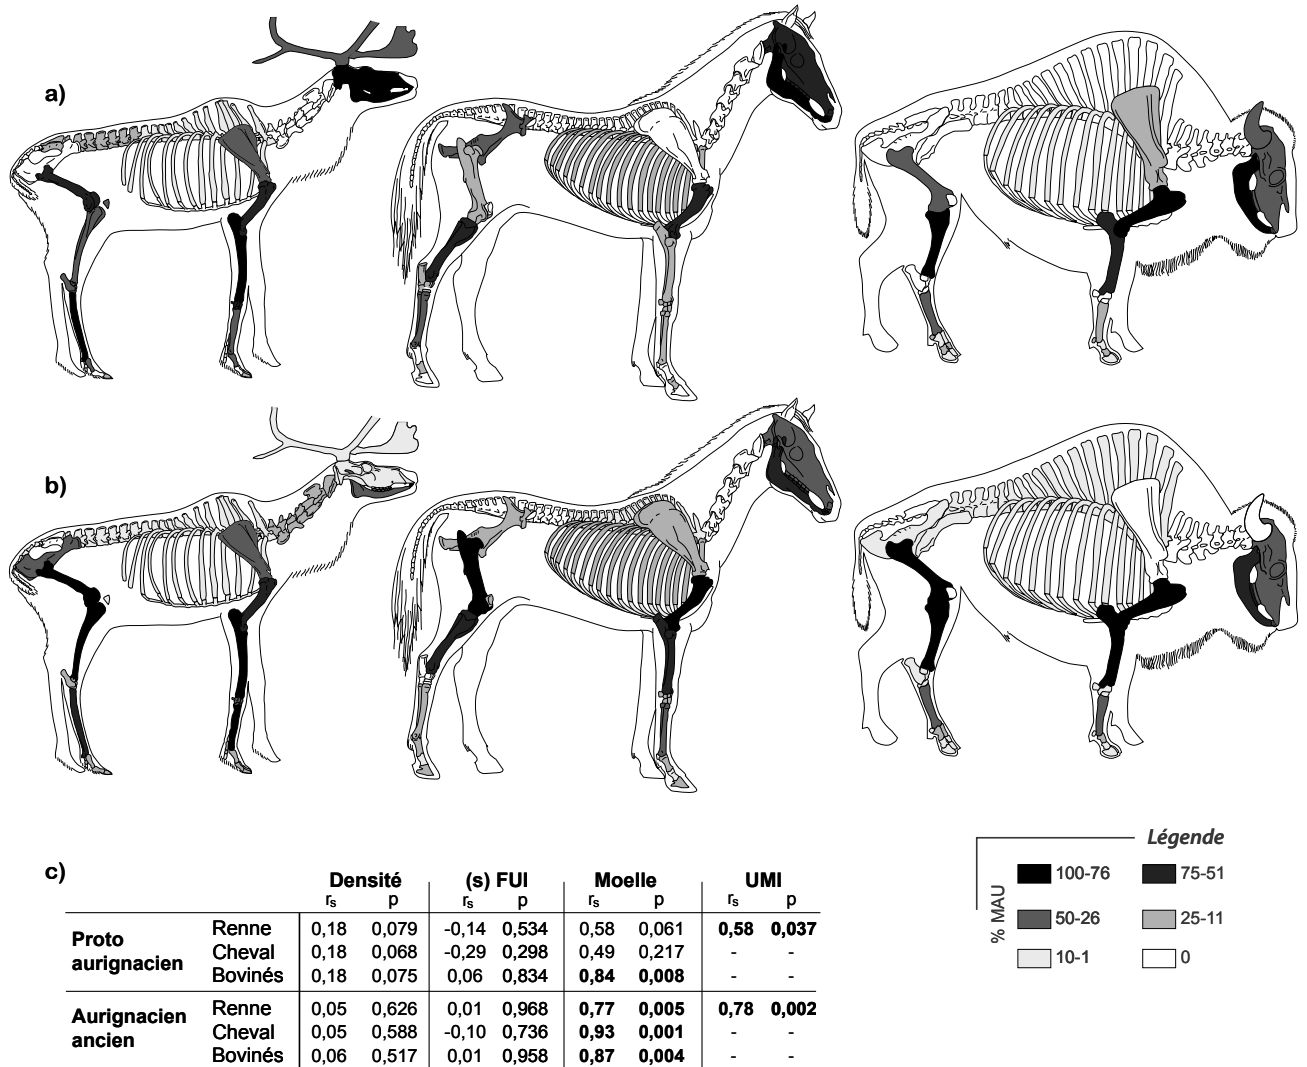 a)
b)
c)
Légende
% MAU
100-76
75-51
50-26
25-11
10-1
0
Densité (s) FUI Moelle UMI
rs p rs p rs p rs p
Proto aurignacien
Renne 0,18 0,079 -0,14 0,534 0,58 0,061 0,58 0,037
Cheval 0,18 0,068 -0,29 0,298 0,49 0,217 - -
Bovinés 0,18 0,075 0,06 0,834 0,84 0,008 - -
Aurignacien ancien
Renne 0,05 0,626 0,01 0,968 0,77 0,005 0,78 0,002
Cheval 0,05 0,588 -0,10 0,736 0,93 0,001 - -
Bovinés 0,06 0,517 0,01 0,958 0,87 0,004 - -